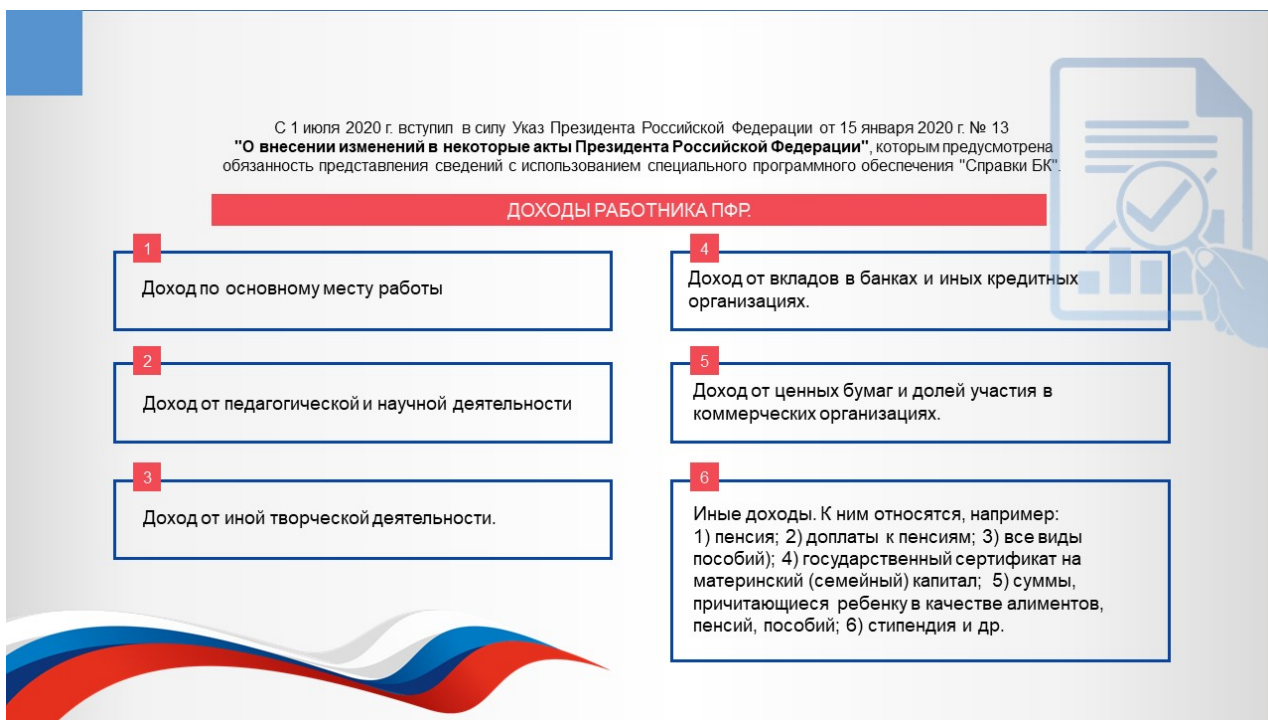 С 1 июля 2020 г. вступил в силу Указ Президента Российской Федерации от 15 января 2020 г. № 13
"О внесении изменений в некоторые акты Президента Российской Федерации", которым предусмотрена
обязанность представления сведений с использованием специального программного обеспечения "Справки БК".
ДОХОДЫ РАБОТНИКА ПФР.
1
Доход по основному месту работы
2
Доход от педагогической и научной деятельности
3
Доход от иной творческой деятельности.
4
Доход от вкладов в банках и иных кредитных
организациях.
5
Доход от ценных бумаг и долей участия в
коммерческих организациях.
6
Иные доходы. К ним относятся, например:
1) пенсия; 2) доплаты к пенсиям; 3) все виды
пособий); 4) государственный сертификат на
материнский (семейный) капитал; 5) суммы,
причитающиеся ребенку в качестве алиментов,
пенсий, пособий; 6) стипендия и др.